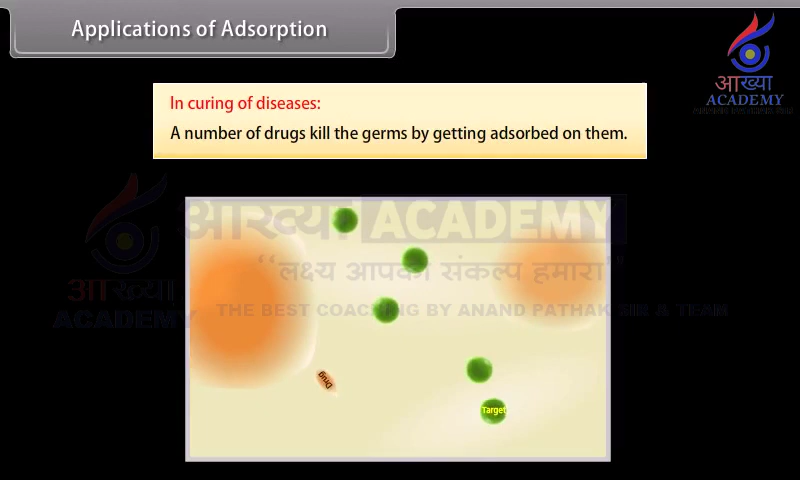 Applications of Adsorption
आख्या
ACADEMY
In curing of diseases:
A number of drugs kill the germs by getting adsorbed on them.
आख्या ACADEMY
‘‘लक्ष्य आपका संकल्प हमारा’’
THE BEST COACHING BY ANAND PATHAK SIR & TEAM
आख्या
ACADEMY
Drug
Target